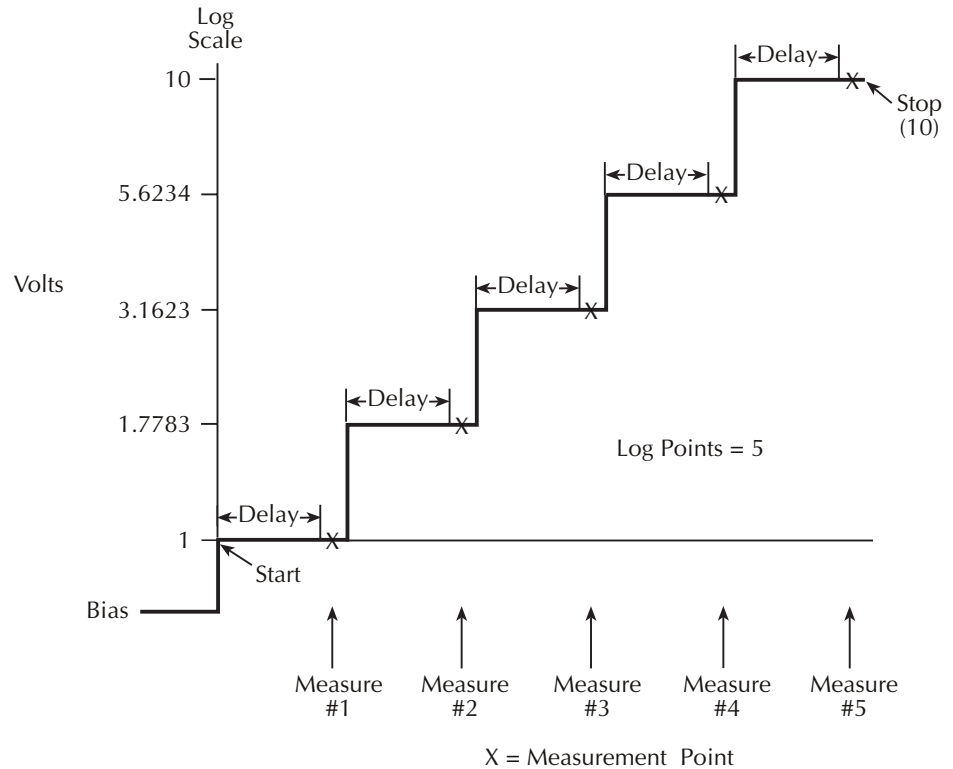 Log
Scale
10
Delay
Stop
(10)
5.6234
Delay
Volts
3.1623
Delay
1.7783
Delay
Log Points = 5
1
Delay
Start
Bias
Measure
#1
Measure
#2
Measure
#3
Measure
#4
Measure
#5
X = Measurement Point